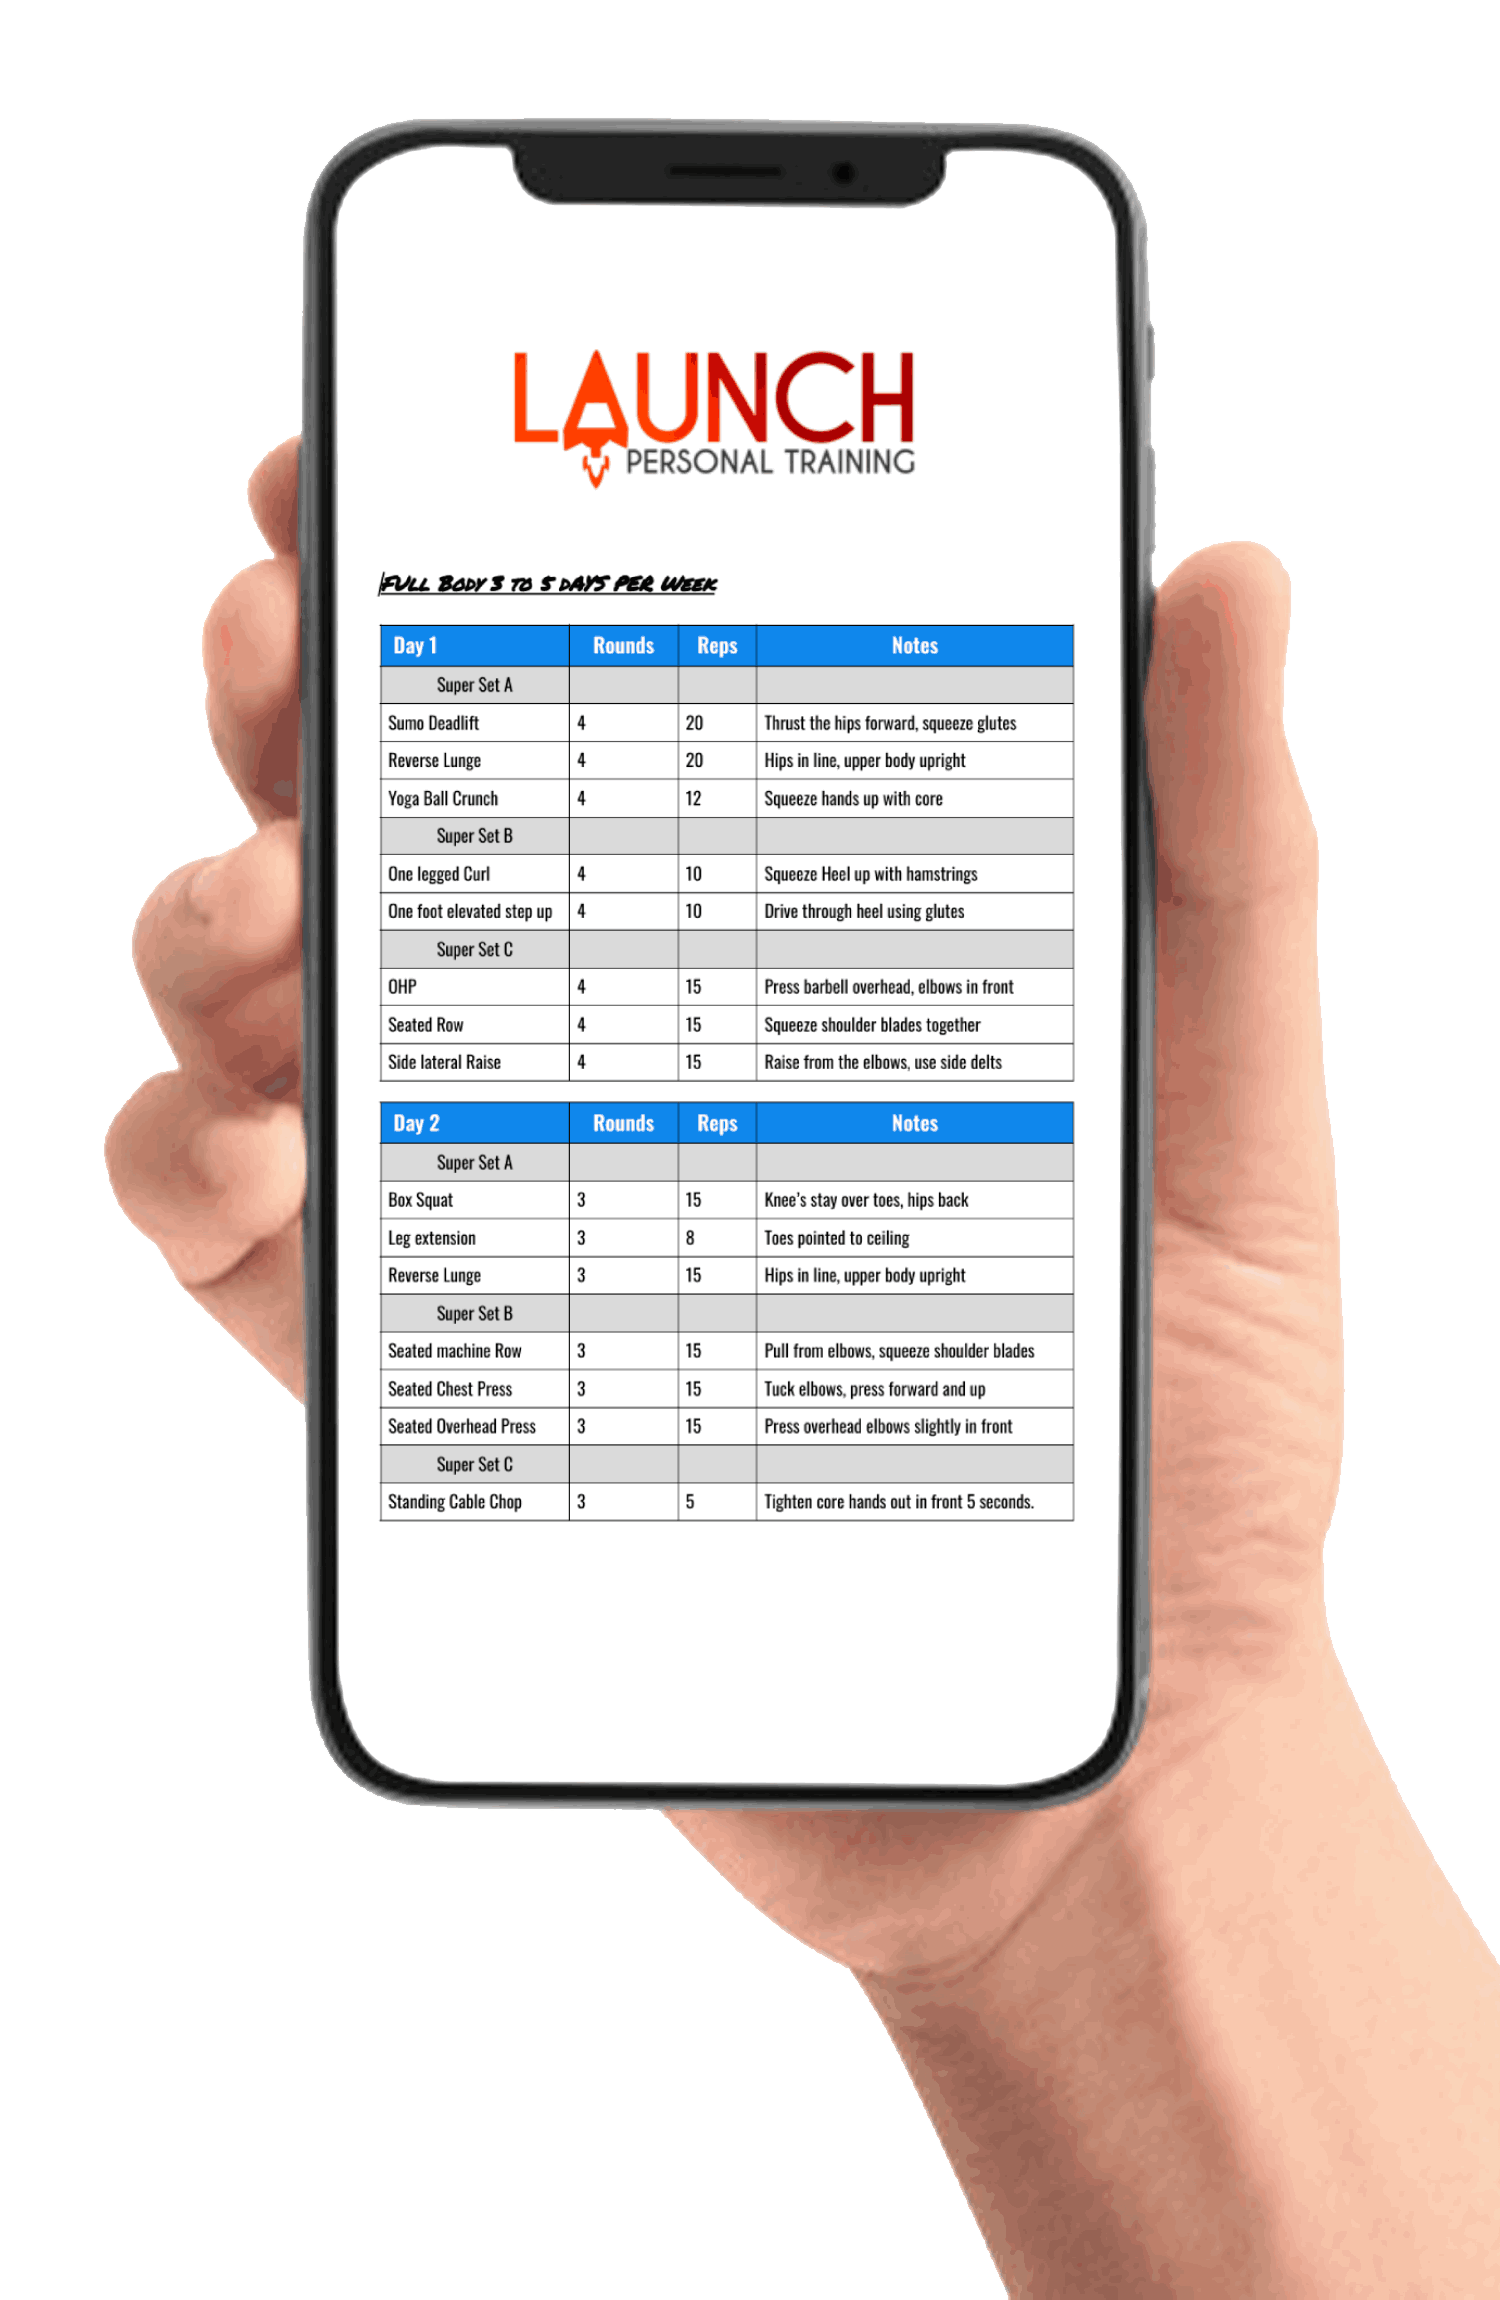 LAUNCH
PERSONAL TRAINING
FULL BODY 3 TO 5 DAYS PER WEEK
Day 1 Rounds Reps Notes
Super Set A
Sumo Deadlift 4 20 Thrust the hips forward, squeeze glutes
Reverse Lunge 4 20 Hips in line, upper body upright
Yoga Ball Crunch 4 12 Squeeze hands up with core
Super Set B
One legged Curl 4 10 Squeeze Heel up with hamstrings
One foot elevated step up 4 10 Drive through heel using glutes
Super Set C
OHP 4 15 Press barbell overhead, elbows in front
Seated Row 4 15 Squeeze shoulder blades together
Side lateral Raise 4 15 Raise from the elbows, use side delts
Day 2 Rounds Reps Notes
Super Set A
Box Squat 3 15 Knee's stay over toes, hips back
Leg extension 3 8 Toes pointed to ceiling
Reverse Lunge 3 15 Hips in line, upper body upright
Super Set B
Seated machine Row 3 15 Pull from elbows, squeeze shoulder blades
Seated Chest Press 3 15 Tuck elbows, press forward and up
Seated Overhead Press 3 15 Press overhead elbows slightly in front
Super Set C
Standing Cable Chop 3 5 Tighten core hands out in front 5 seconds.